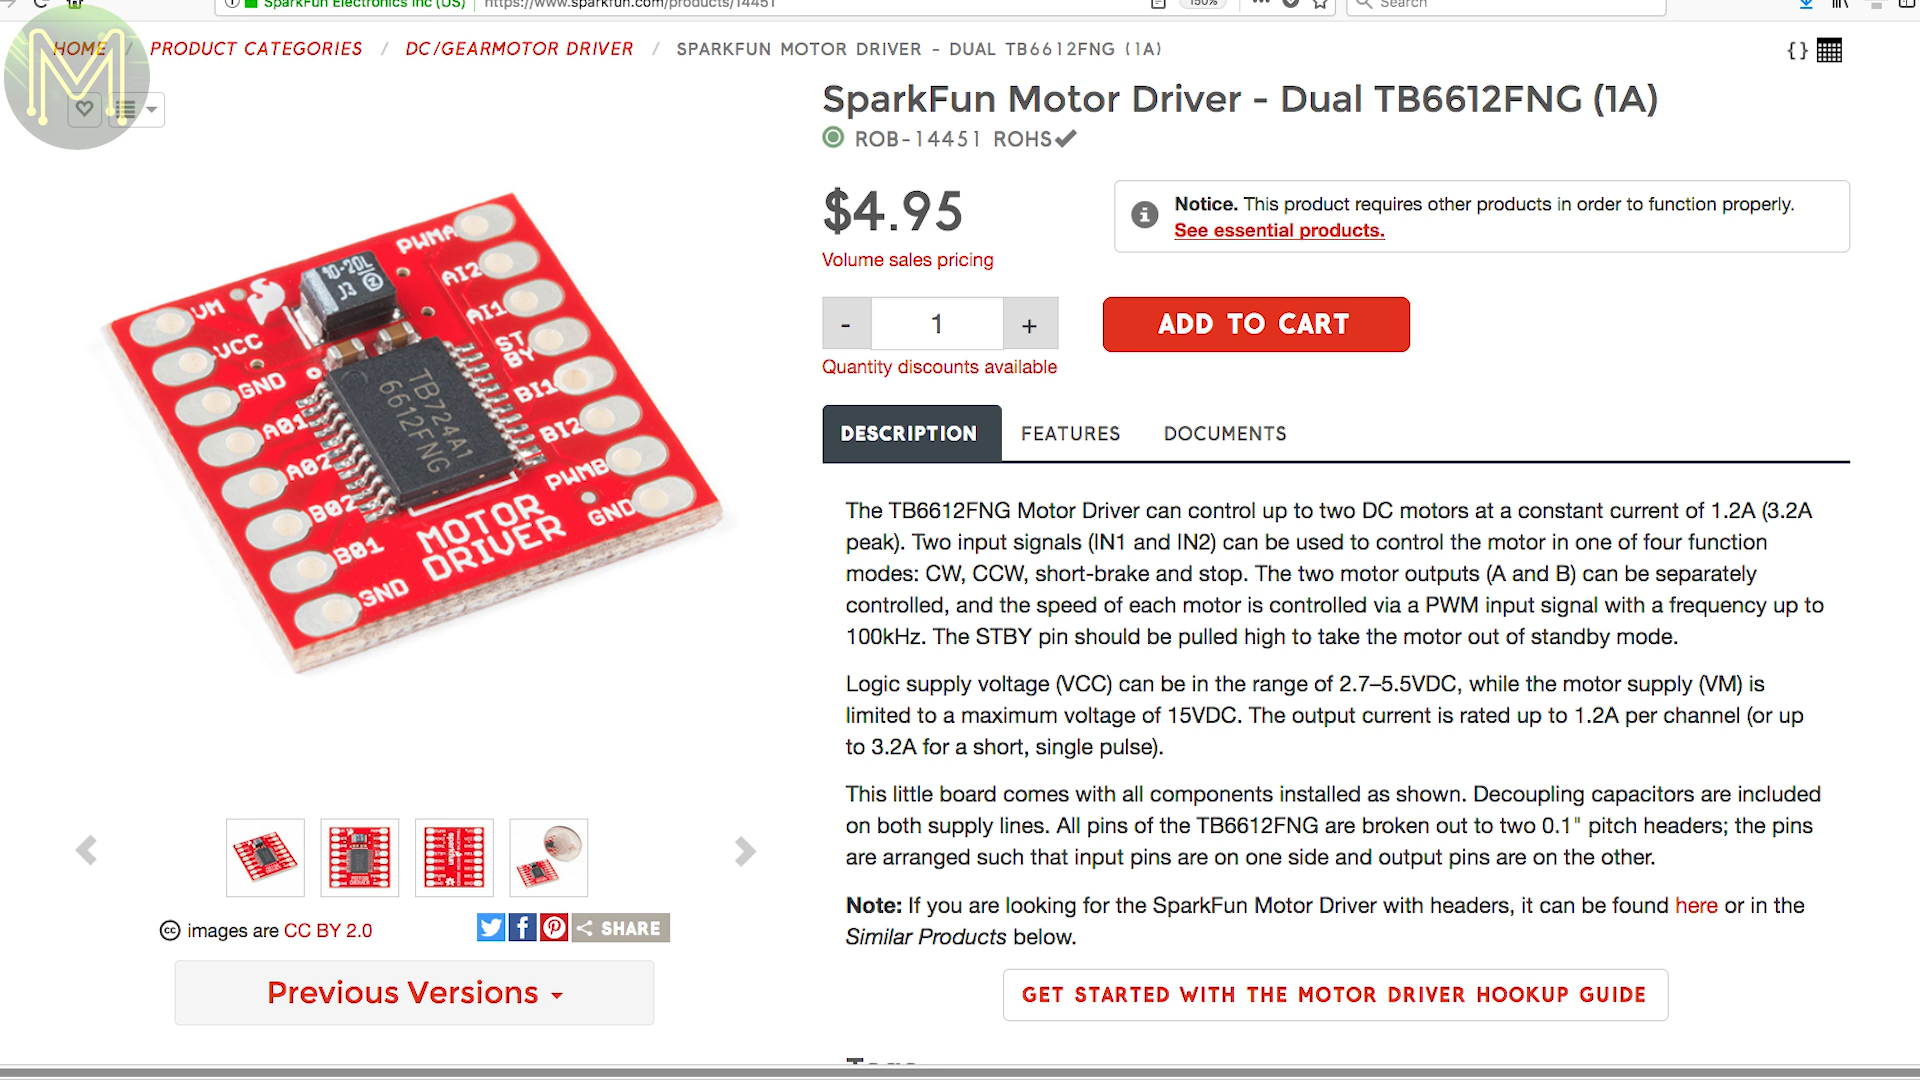 SparkFun Electronics Inc (US)
https://www.sparkfun.com/products/14451
150%
Search
HOME / PRODUCT CATEGORIES / DC/GEARMOTOR DRIVER / SPARKFUN MOTOR DRIVER - DUAL TB6612FNG (1A)
{}
M
SparkFun Motor Driver - Dual TB6612FNG (1A)
ROB-14451 ROHS
$4.95
Notice. This product requires other products in order to function properly.
See essential products.
Volume sales pricing
- 1 +
ADD TO CART
Quantity discounts available
DESCRIPTION FEATURES DOCUMENTS
The TB6612FNG Motor Driver can control up to two DC motors at a constant current of 1.2A (3.2A
peak). Two input signals (IN1 and IN2) can be used to control the motor in one of four function
modes: CW, CCW, short-brake and stop. The two motor outputs (A and B) can be separately
controlled, and the speed of each motor is controlled via a PWM input signal with a frequency up to
100kHz. The STBY pin should be pulled high to take the motor out of standby mode.
Logic supply voltage (VCC) can be in the range of 2.7–5.5VDC, while the motor supply (VM) is
limited to a maximum voltage of 15VDC. The output current is rated up to 1.2A per channel (or up
to 3.2A for a short, single pulse).
This little board comes with all components installed as shown. Decoupling capacitors are included
on both supply lines. All pins of the TB6612FNG are broken out to two 0.1" pitch headers; the pins
are arranged such that input pins are on one side and output pins are on the other.
Note: If you are looking for the SparkFun Motor Driver with headers, it can be found here or in the
Similar Products below.
GET STARTED WITH THE MOTOR DRIVER HOOKUP GUIDE
VM
VCC
GND
A01
A02
B02
B01
GND
PWMA
AI2
AI1
ST
BY
BI1
BI2
PWMB
GND
10-20L
J3
TB724A1
6612FNG
MOTOR
DRIVER
cc images are CC BY 2.0
SHARE
Previous Versions